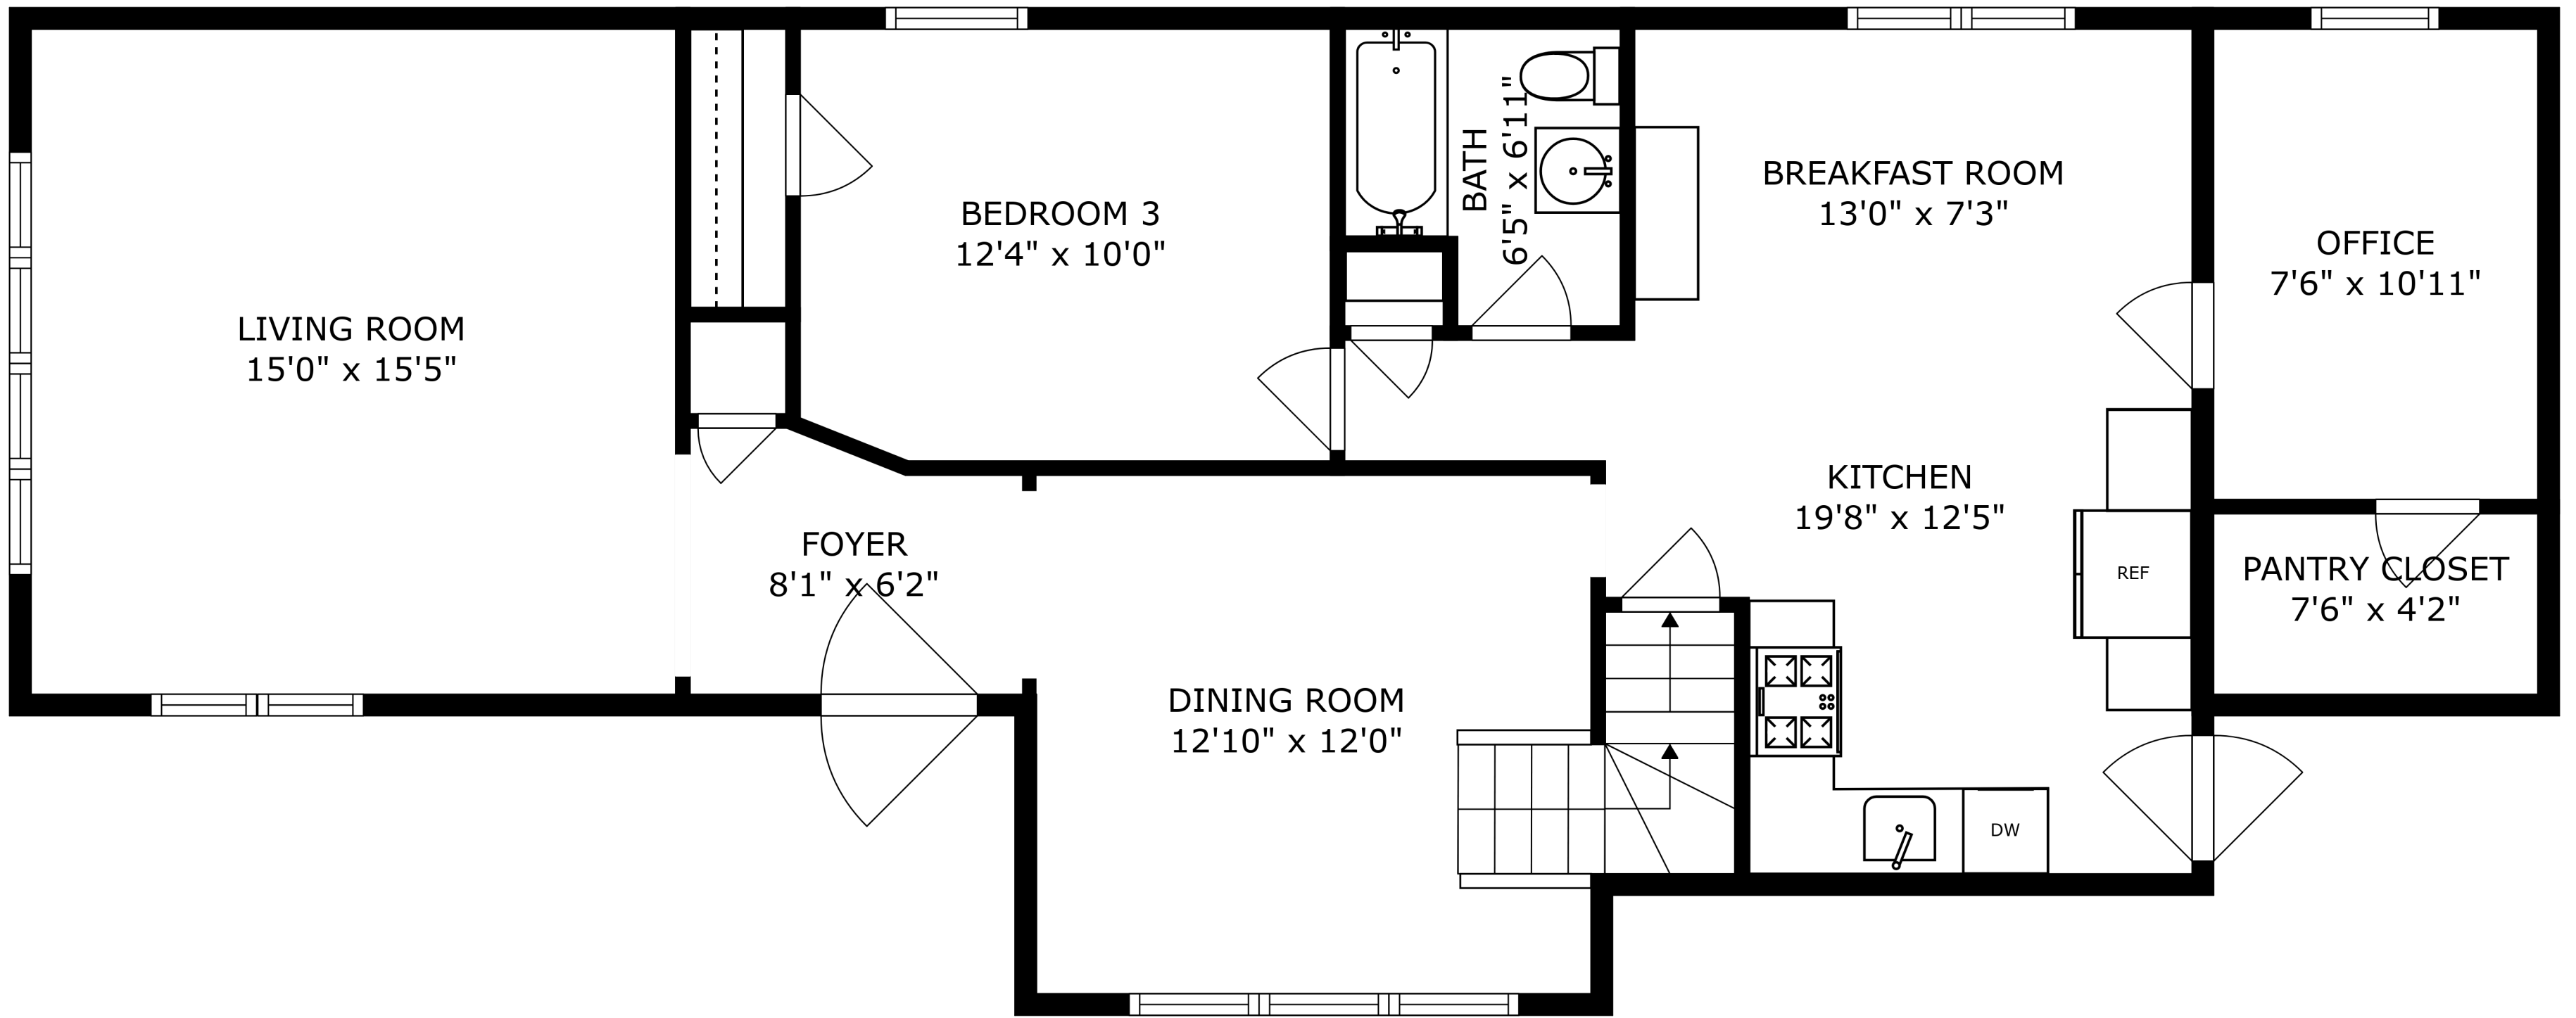 LIVING ROOM
15'0" x 15'5"
BEDROOM 3
12'4" x 10'0"
BATH
6'5" x 6'11"
BREAKFAST ROOM
13'0" x 7'3"
OFFICE
7'6" x 10'11"
KITCHEN
19'8" x 12'5"
FOYER
8'1" x 6'2"
REF
PANTRY CLOSET
7'6" x 4'2"
DINING ROOM
12'10" x 12'0"
DW